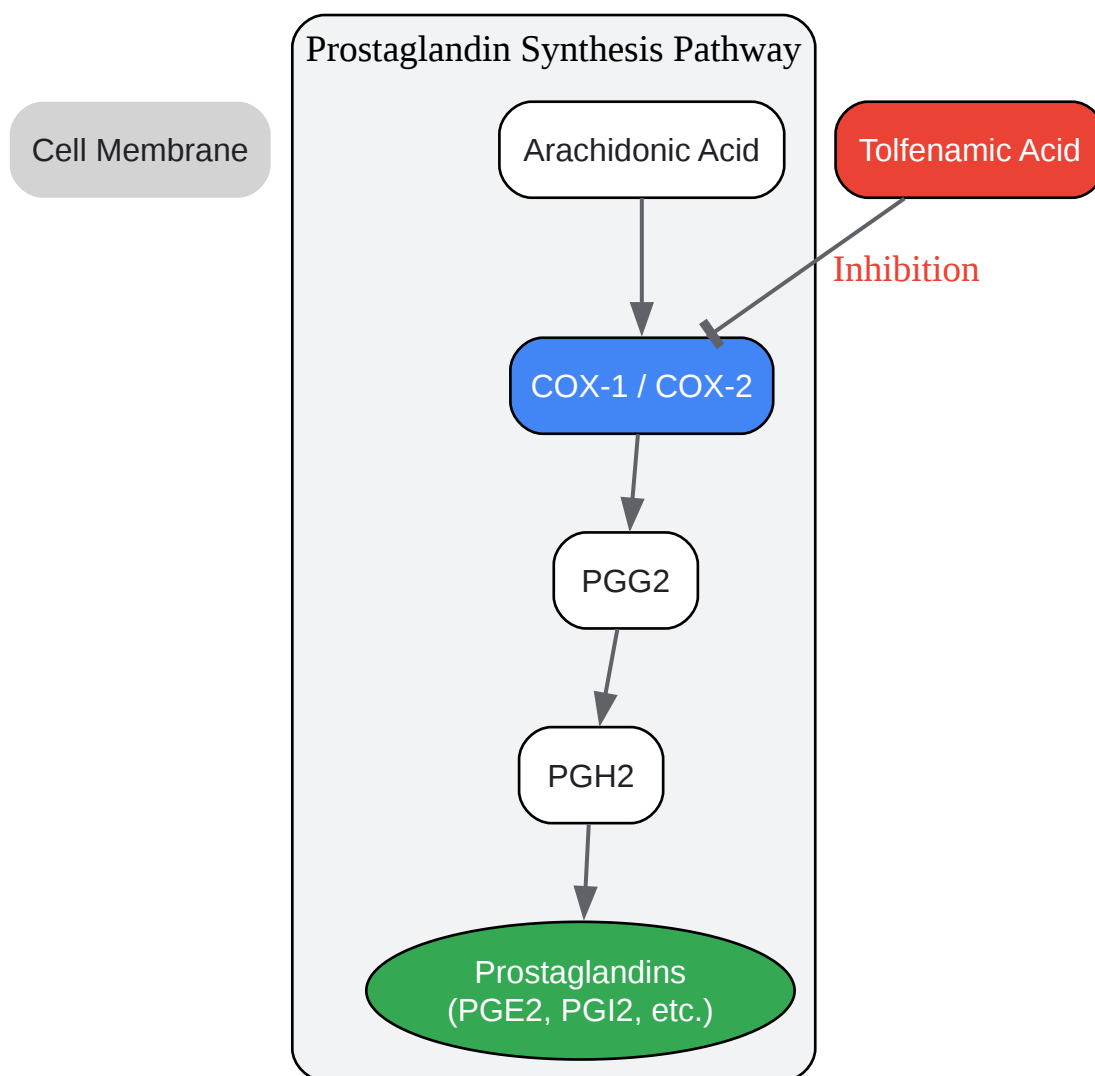 Prostaglandin Synthesis Pathway
Cell Membrane
Arachidonic Acid
Tolfenamic Acid
Inhibition
COX-1 / COX-2
PGG2
PGH2
Prostaglandins
(PGE2, PGI2, etc.)